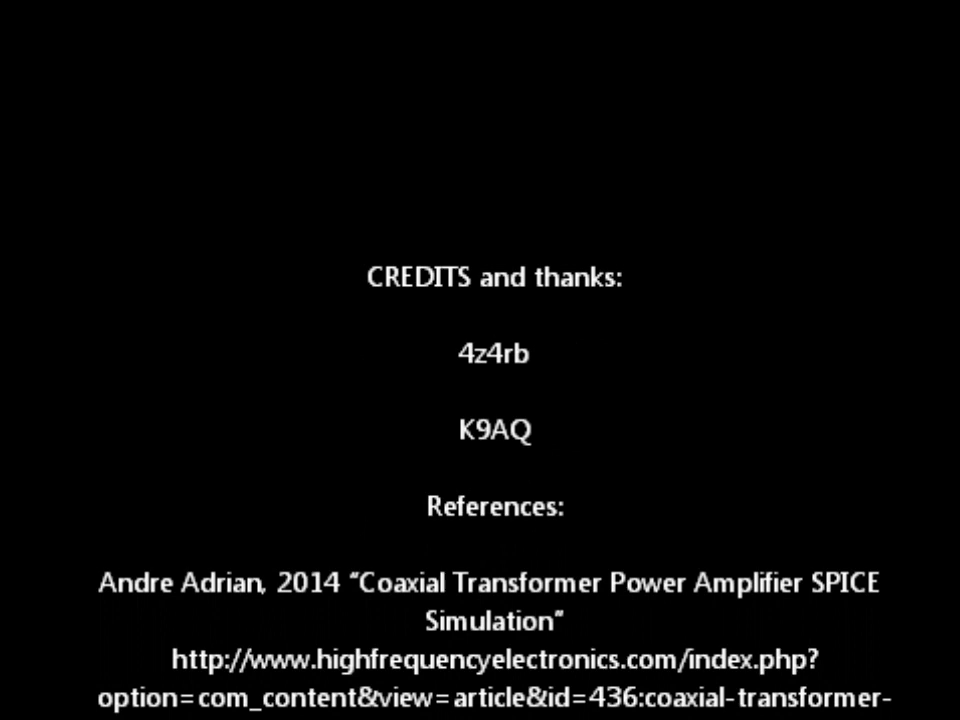 CREDITS and thanks:
4z4rb
K9AQ
References:
Andre Adrian, 2014 “Coaxial Transformer Power Amplifier SPICE
Simulation”
http://www.highfrequencyelectronics.com/index.php?
option=com_content&view=article&id=436:coaxial-transformer-